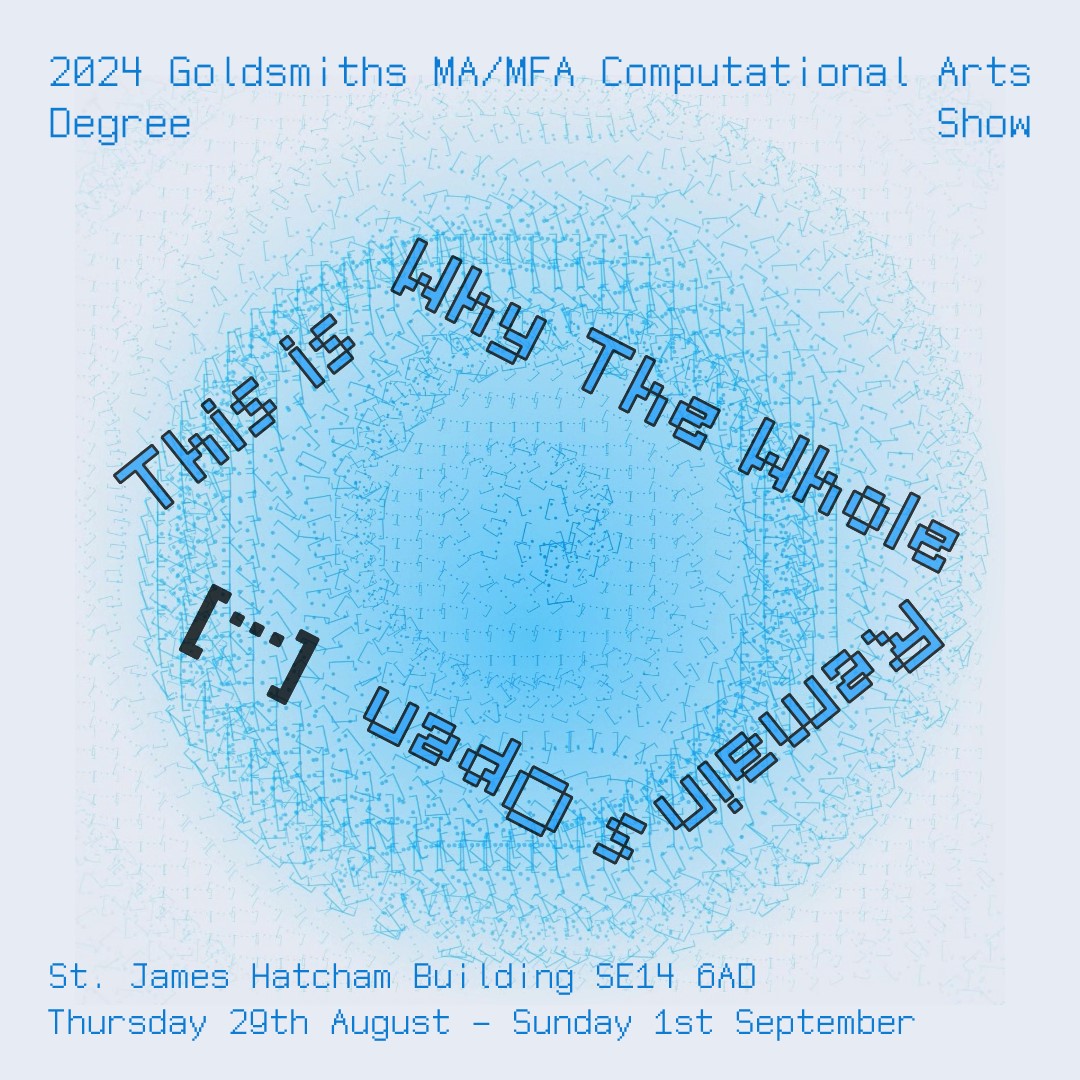 2024 Goldsmiths MA/MFA Computational Arts
Degree Show
This is Why The Whole
Remains Open [...]
St. James Hatcham Building SE14 6AD
Thursday 29th August – Sunday 1st September